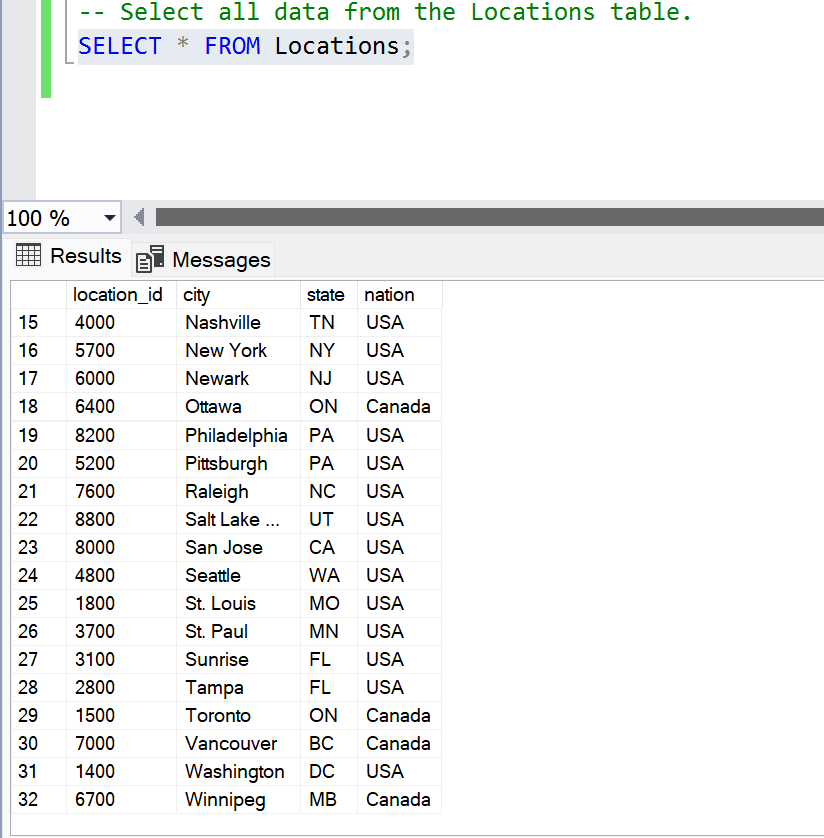 -- Select all data from the Locations table.
SELECT * FROM Locations;
100 %
Results Messages
location_id city state nation
15 4000 Nashville TN USA
16 5700 New York NY USA
17 6000 Newark NJ USA
18 6400 Ottawa ON Canada
19 8200 Philadelphia PA USA
20 5200 Pittsburgh PA USA
21 7600 Raleigh NC USA
22 8800 Salt Lake ... UT USA
23 8000 San Jose CA USA
24 4800 Seattle WA USA
25 1800 St. Louis MO USA
26 3700 St. Paul MN USA
27 3100 Sunrise FL USA
28 2800 Tampa FL USA
29 1500 Toronto ON Canada
30 7000 Vancouver BC Canada
31 1400 Washington DC USA
32 6700 Winnipeg MB Canada